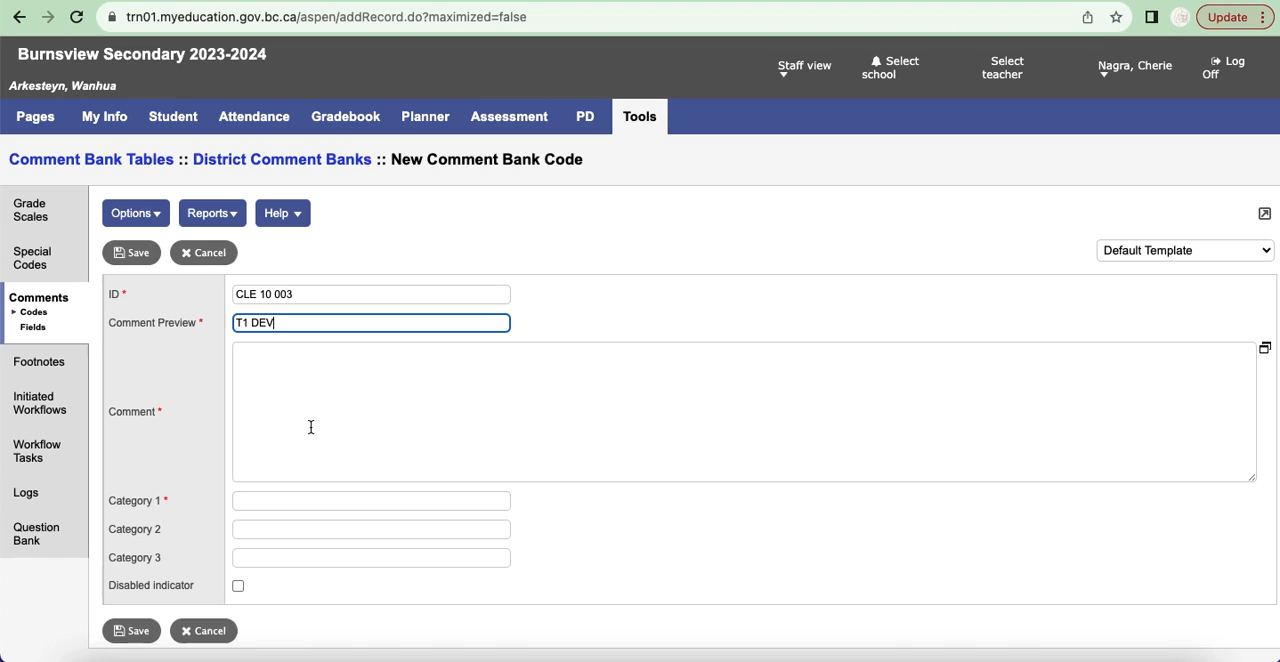 trn01.myeducation.gov.bc.ca/aspen/addRecord.do?maximized=false
Update
Burnsview Secondary 2023-2024
Arkesteyn, Wanhua
Staff view
Select school
Select teacher
Nagra, Cherie
Log Off
Pages My Info Student Attendance Gradebook Planner Assessment PD Tools
Comment Bank Tables :: District Comment Banks :: New Comment Bank Code
Grade
Scales
Special
Codes
Comments
Codes
Fields
Footnotes
Initiated
Workflows
Workflow
Tasks
Logs
Question
Bank
Options Reports Help
Save Cancel
Default Template
ID * CLE 10 003
Comment Preview * T1 DEV
Comment *
Category 1 *
Category 2
Category 3
Disabled indicator
Save Cancel